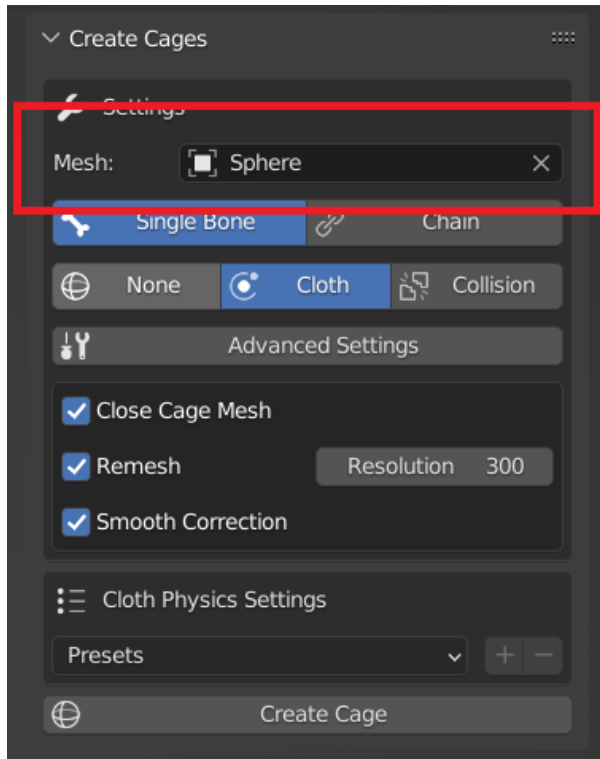 Create Cages
Settings
Mesh: Sphere
Single Bone Chain
None Cloth Collision
Advanced Settings
Close Cage Mesh
Remesh Resolution 300
Smooth Correction
Cloth Physics Settings
Presets
Create Cage